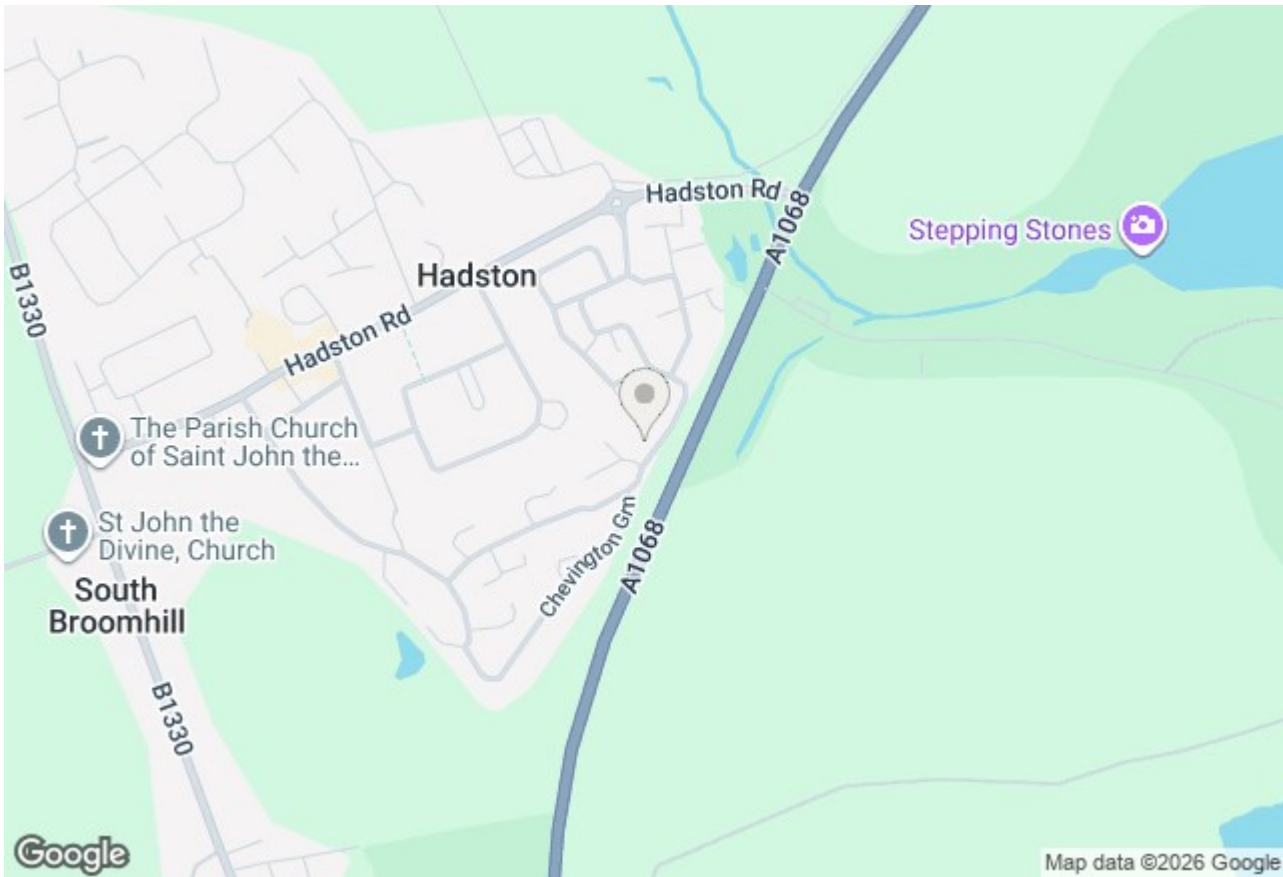 Hadston Rd
A1068
Stepping Stones
Hadston
B1330
Hadston Rd
The Parish Church
of Saint John the...
St John the
Divine, Church
South
Broomhill
Chevington Grn
A1068
B1330
Google
Map data ©2026 Google